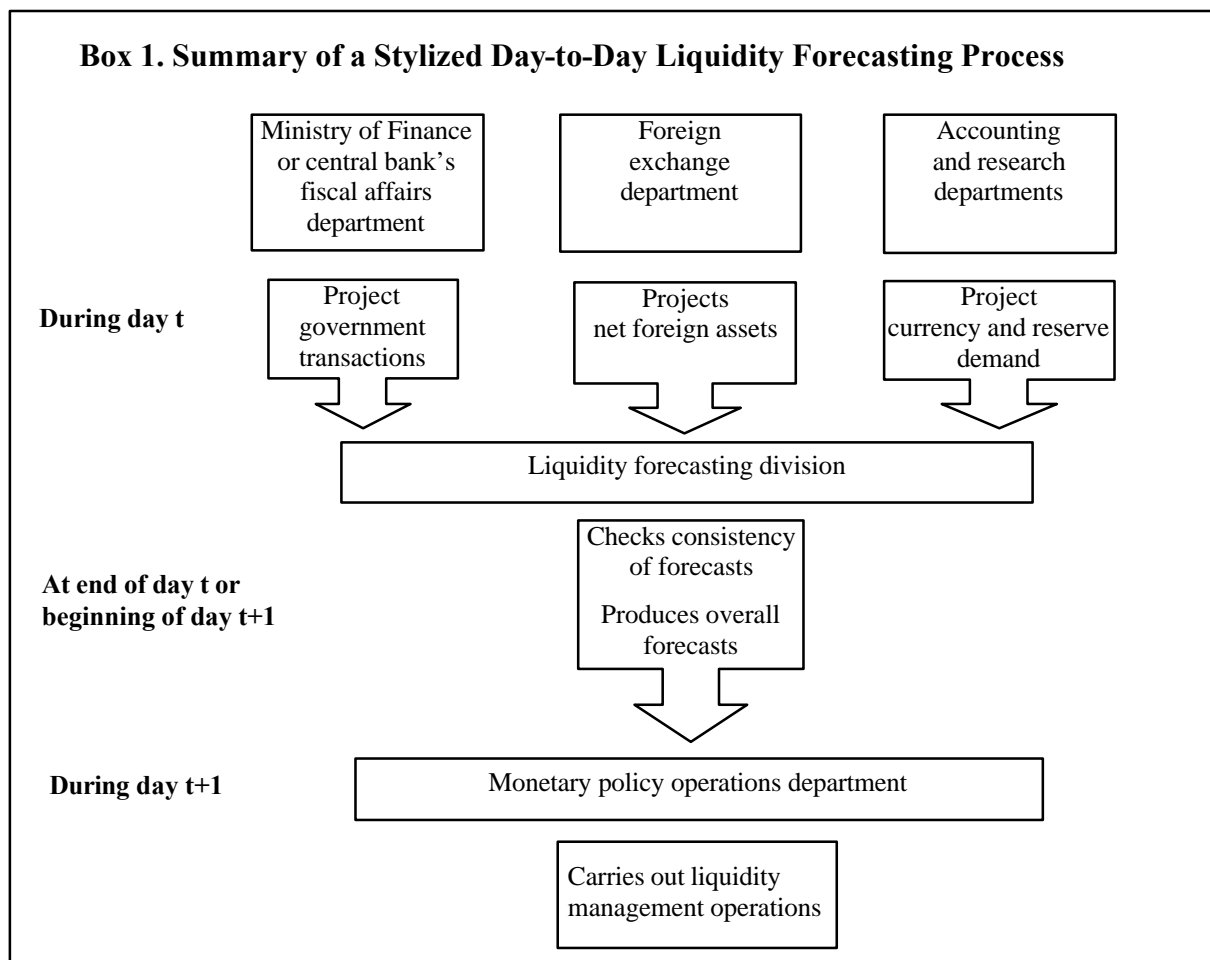 Box 1. Summary of a Stylized Day-to-Day Liquidity Forecasting Process
Ministry of Finance
or central bank’s
fiscal affairs
department
Foreign
exchange
department
Accounting
and research
departments
During day t
Project
government
transactions
Projects
net foreign assets
Project
currency and reserve
demand
Liquidity forecasting division
At end of day t or
beginning of day t+1
Checks consistency
of forecasts
Produces overall
forecasts
During day t+1
Monetary policy operations department
Carries out liquidity
management operations